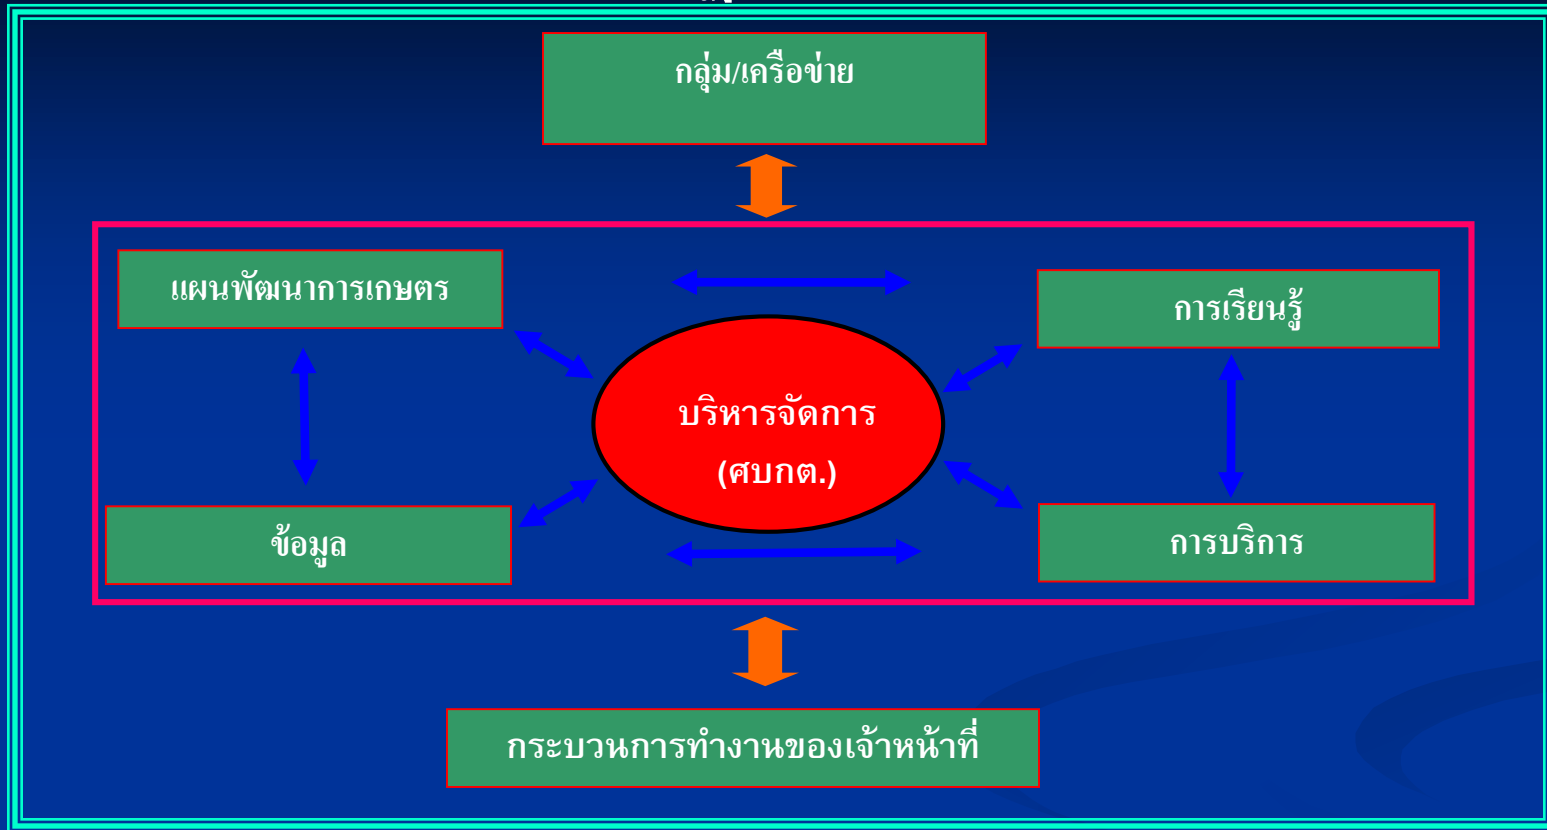 กลุ่ม/เครือข่าย
แผนพัฒนาการเกษตร
การเรียนรู้
บริหารจัดการ
(ศบกต.)
ข้อมูล
การบริการ
กระบวนการทำงานของเจ้าหน้าที่